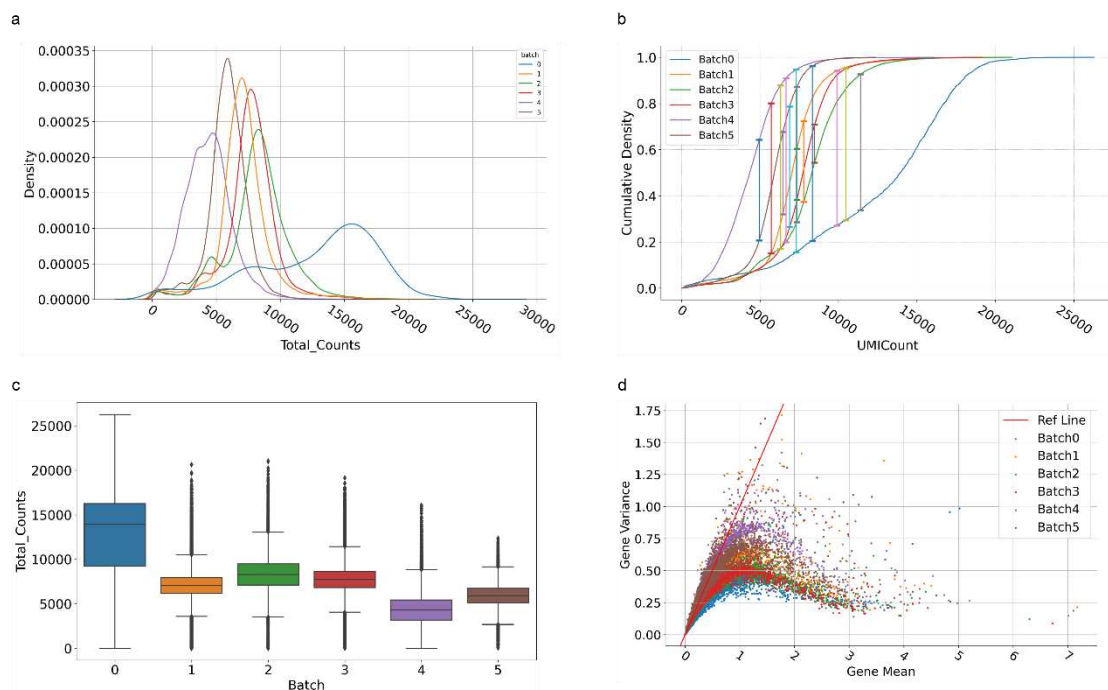 a
0.00035
0.00030
0.00025
0.00020
0.00015
0.00010
0.00005
0.00000
Density
0
5000
10000
15000
20000
25000
30000
Total_Counts
batch
0
1
2
3
4
5
b
1.0
0.8
0.6
0.4
0.2
0.0
Cumulative Density
0
5000
10000
15000
20000
25000
UMICount
Batch0
Batch1
Batch2
Batch3
Batch4
Batch5
c
25000
20000
15000
10000
5000
0
Total_Counts
0
1
2
3
4
5
Batch
d
1.75
1.50
1.25
1.00
0.75
0.50
0.25
0.00
Gene Variance
0
1
2
3
4
5
6
7
Gene Mean
Ref Line
Batch0
Batch1
Batch2
Batch3
Batch4
Batch5